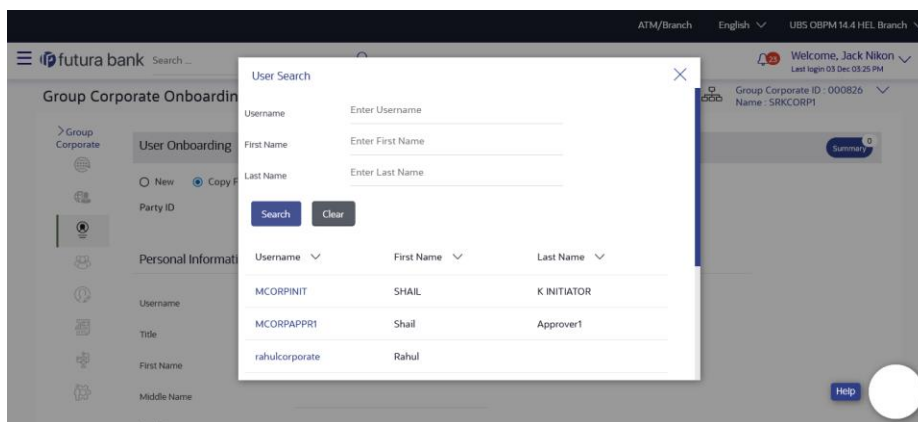 ATM/Branch English UBS OBPM 14.4 HEL Branch
futura bank Search...
23
Welcome, Jack Nikon
Last login 03 Dec 03:25 PM
Group Corporate Onboardin
Group Corporate ID : 000826
Name : SRKCORP1
>Group
Corporate
User Onboarding
Summary
0
New Copy F
Party ID
Personal Informati
Username
Title
First Name
Middle Name
User Search
Username Enter Username
First Name Enter First Name
Last Name Enter Last Name
Search Clear
Username First Name Last Name
MCORPINIT SHAIL K INITIATOR
MCORPAPPR1 Shail Approver1
rahulcorporate Rahul
Help